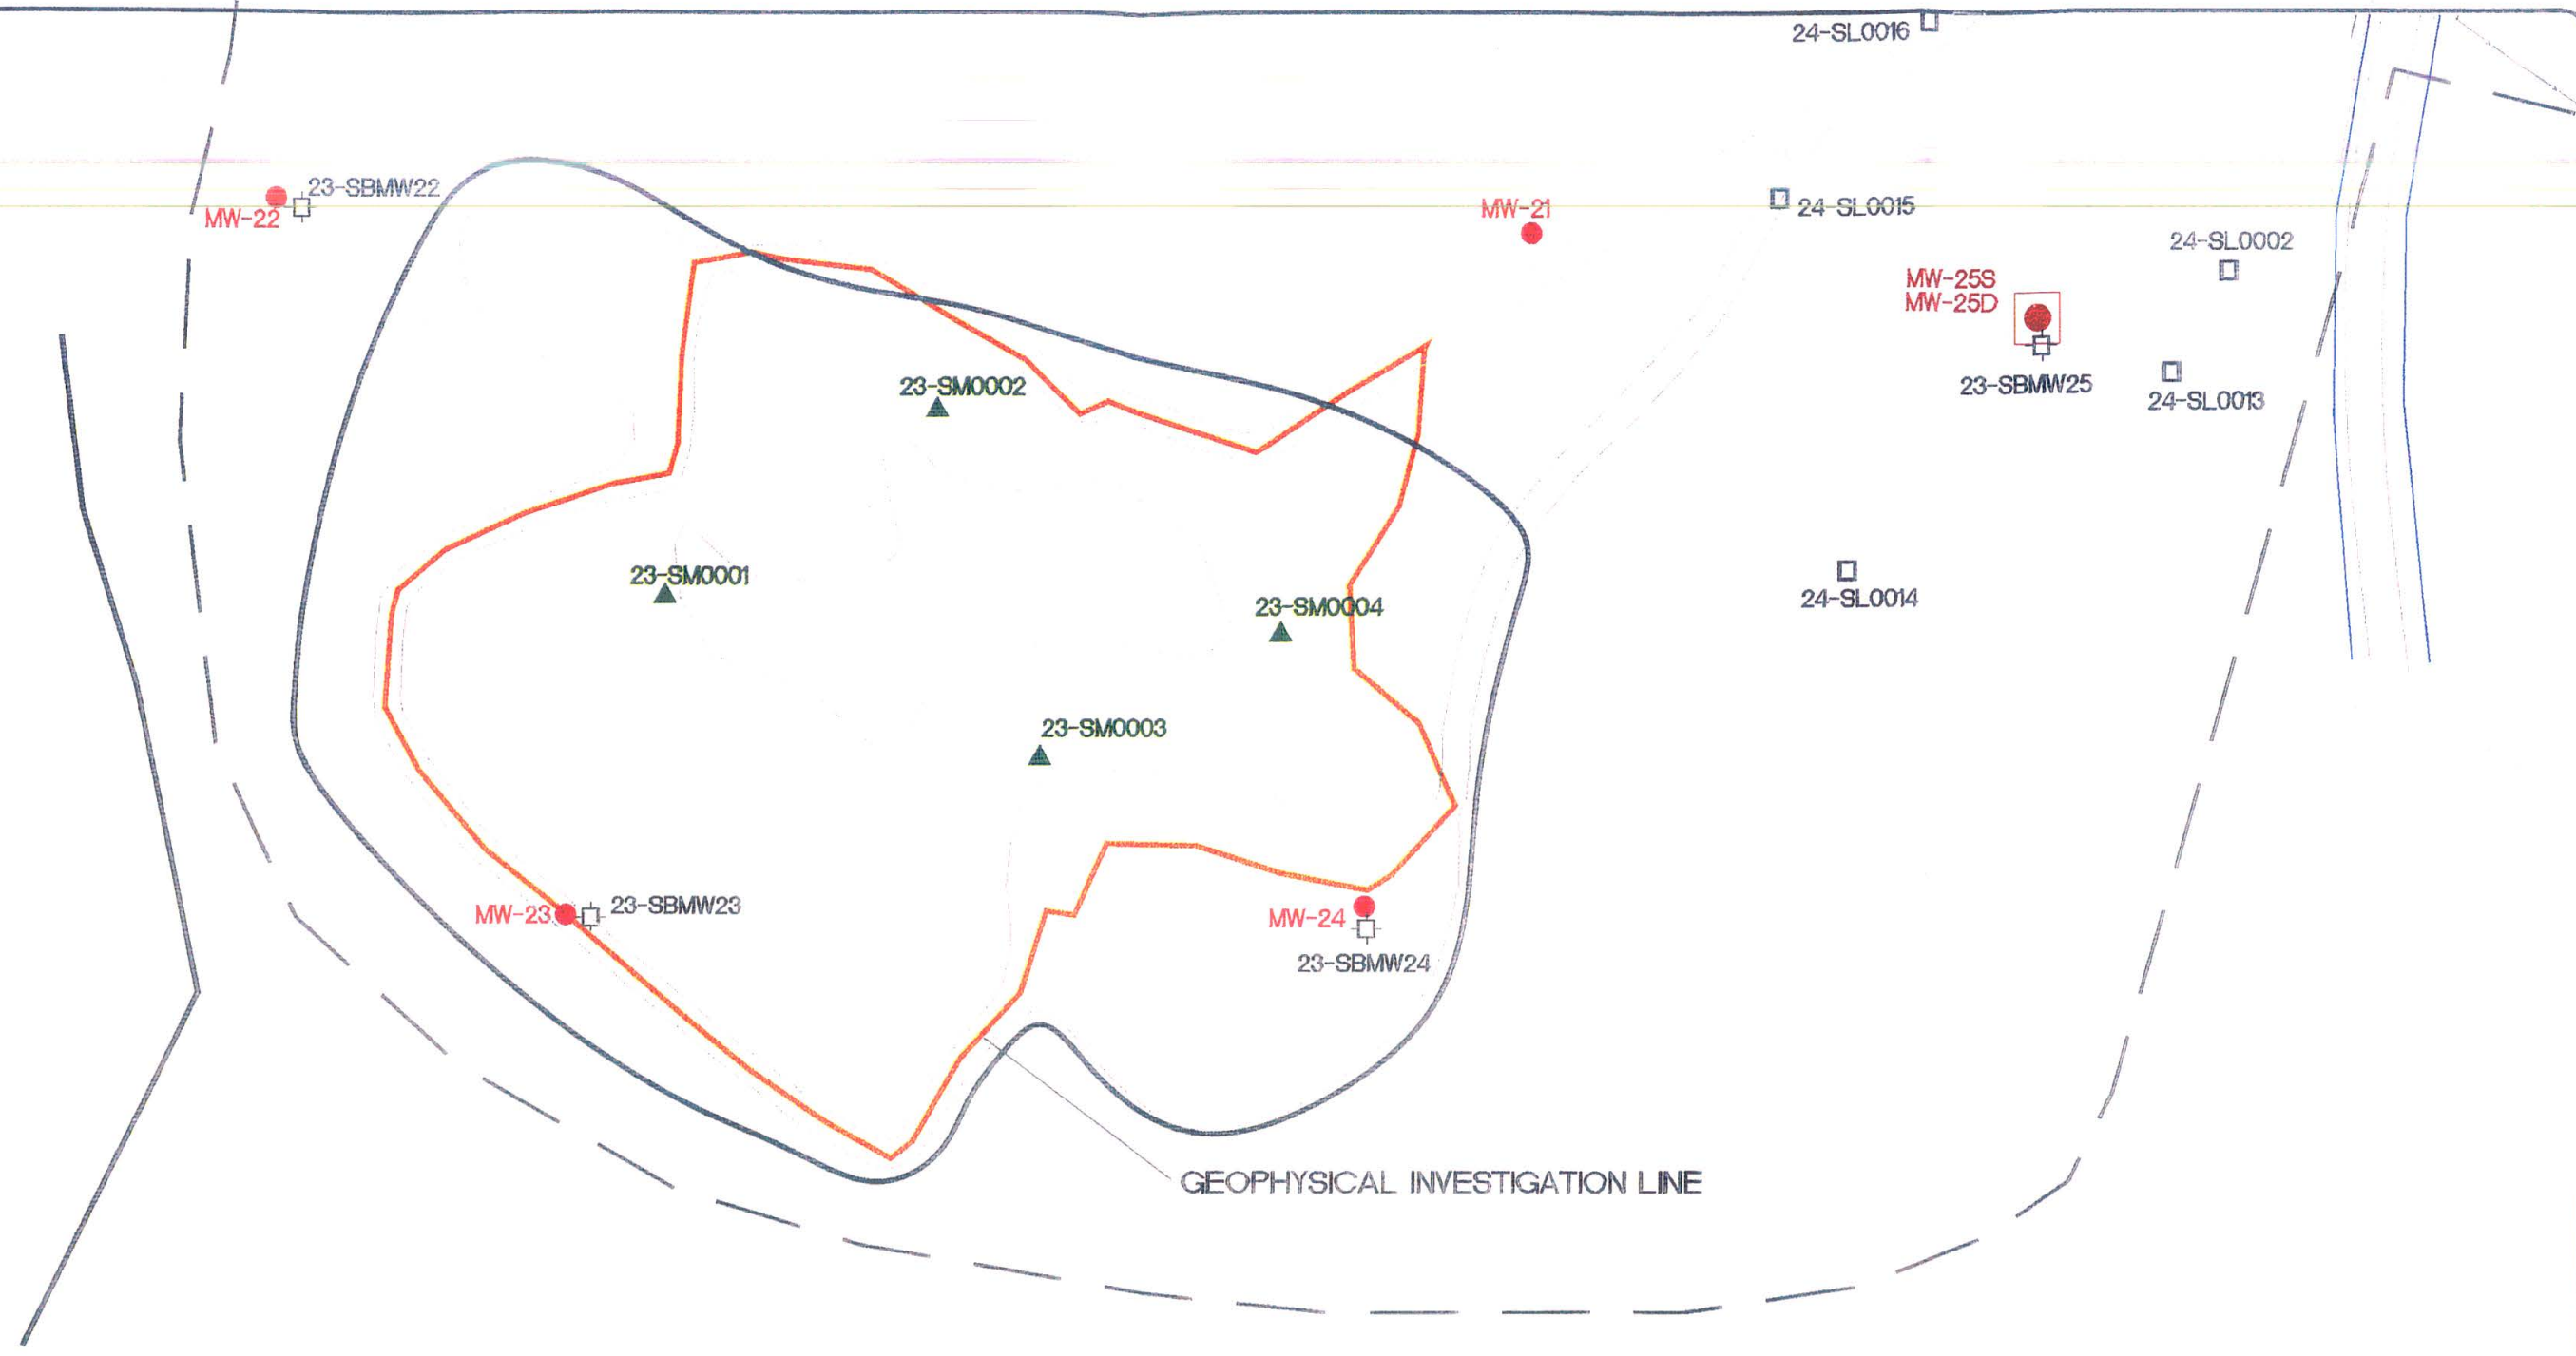 24-SL0016
23-SBMW22
MW-22
MW-21
24-SL0015
24-SL0002
MW-25S
MW-25D
23-SBMW25
24-SL0013
23-SM0002
23-SM0001
23-SM0004
24-SL0014
23-SM0003
MW-23
23-SBMW23
MW-24
23-SBMW24
GEOPHYSICAL INVESTIGATION LINE